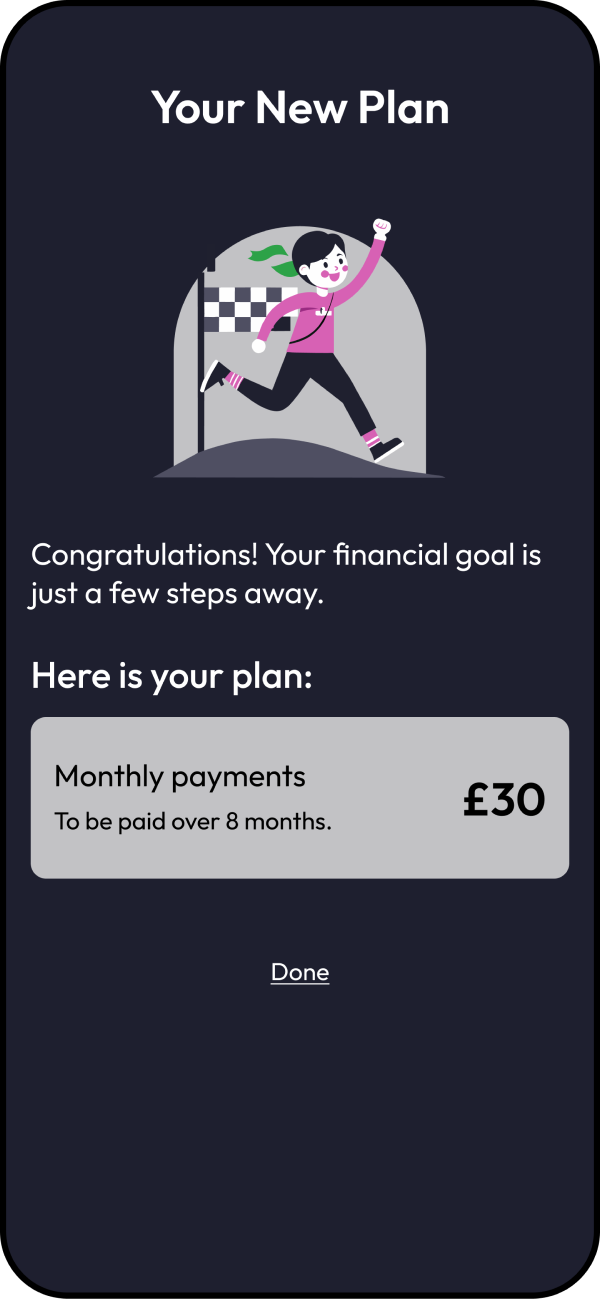 Your New Plan
Congratulations! Your financial goal is
just a few steps away.
Here is your plan:
Monthly payments
To be paid over 8 months.
£30
Done